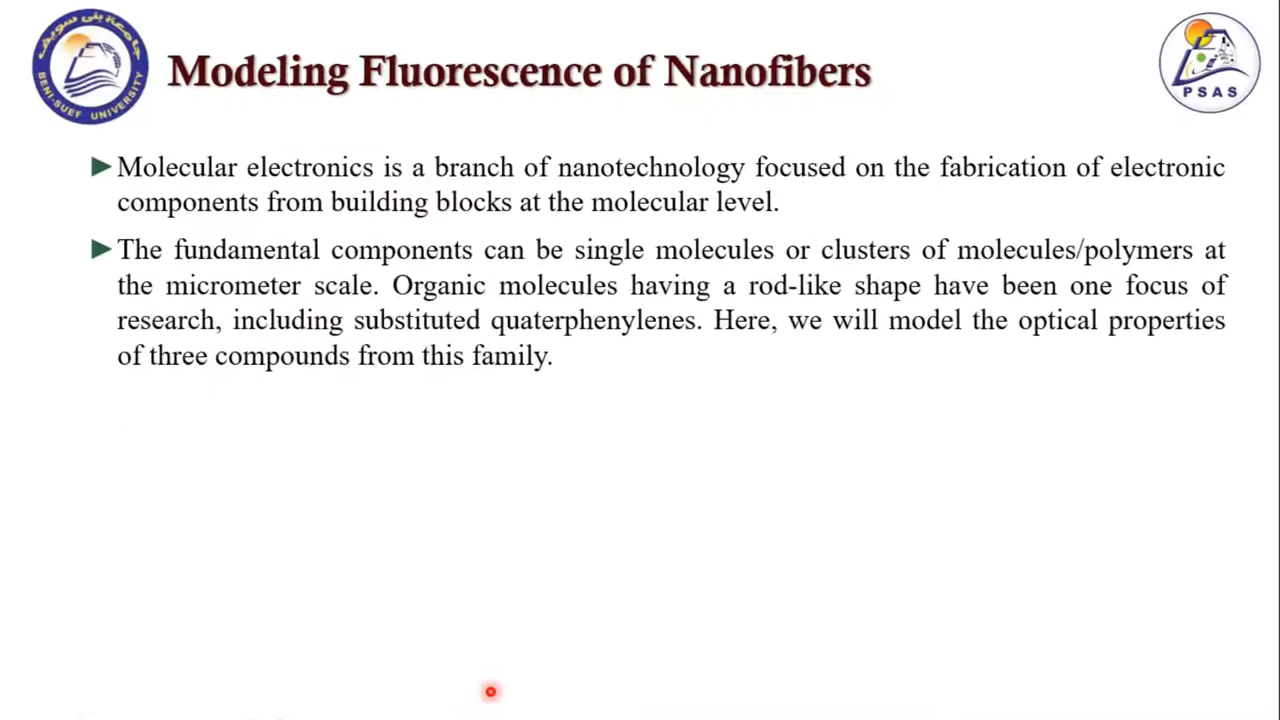 جامعة بنى سويف
BENI-SUEF UNIVERSITY
Modeling Fluorescence of Nanofibers
PSAS
Molecular electronics is a branch of nanotechnology focused on the fabrication of electronic
components from building blocks at the molecular level.
The fundamental components can be single molecules or clusters of molecules/polymers at
the micrometer scale. Organic molecules having a rod-like shape have been one focus of
research, including substituted quaterphenylenes. Here, we will model the optical properties
of three compounds from this family.